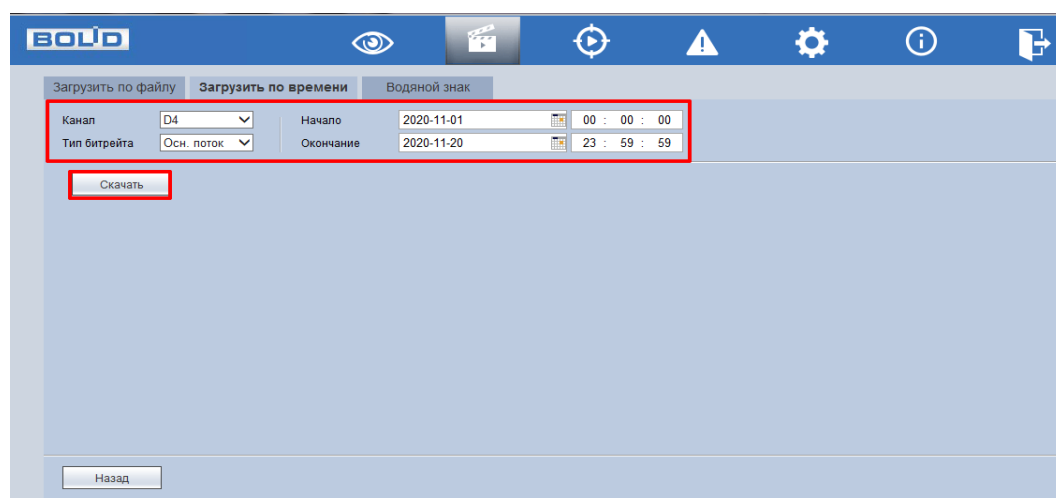 BOLID
Загрузить по файлу Загрузить по времени Водяной знак
Канал D4 Начало 2020-11-01 00 : 00 : 00
Тип битрейта Осн. поток Окончание 2020-11-20 23 : 59 : 59
Скачать
Назад